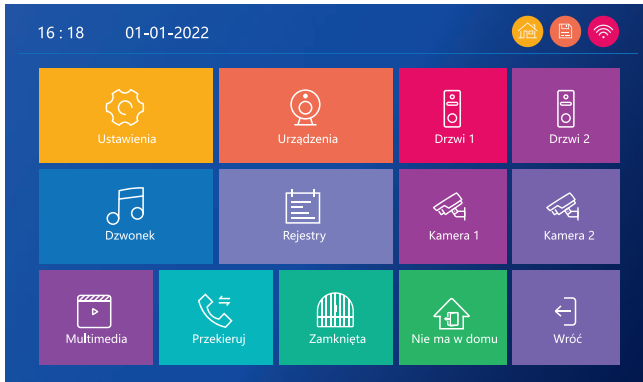 16 : 18 01-01-2022
Ustawienia Urządzenia Drzwi 1 Drzwi 2
Dzwonek Rejestry Kamera 1 Kamera 2
Multimedia Przekieruj Zamknięta Nie ma w domu Wróć